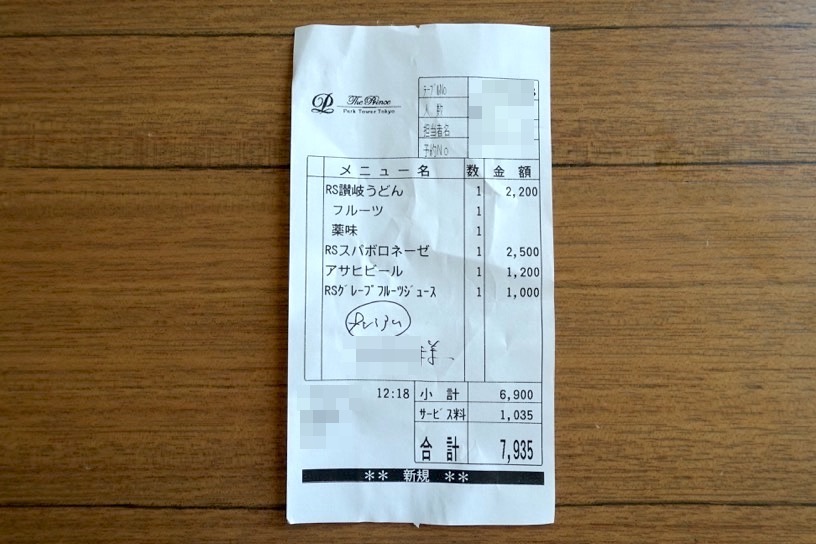 The Prince
Park Tower Tokyo
ﾃｰﾌﾞﾙNo
人数
担当者名
予約No
メニュー名 数 金額
RS讃岐うどん 1 2,200
フルーツ 1
薬味 1
RSスパボロネーゼ 1 2,500
アサヒビール 1 1,200
RSｸﾞﾚｰﾌﾟﾌﾙｰﾂｼﾞｭｰｽ 1 1,000
様
12:18 小計 6,900
ｻｰﾋﾞｽ料 1,035
合計 7,935
** 新規 **